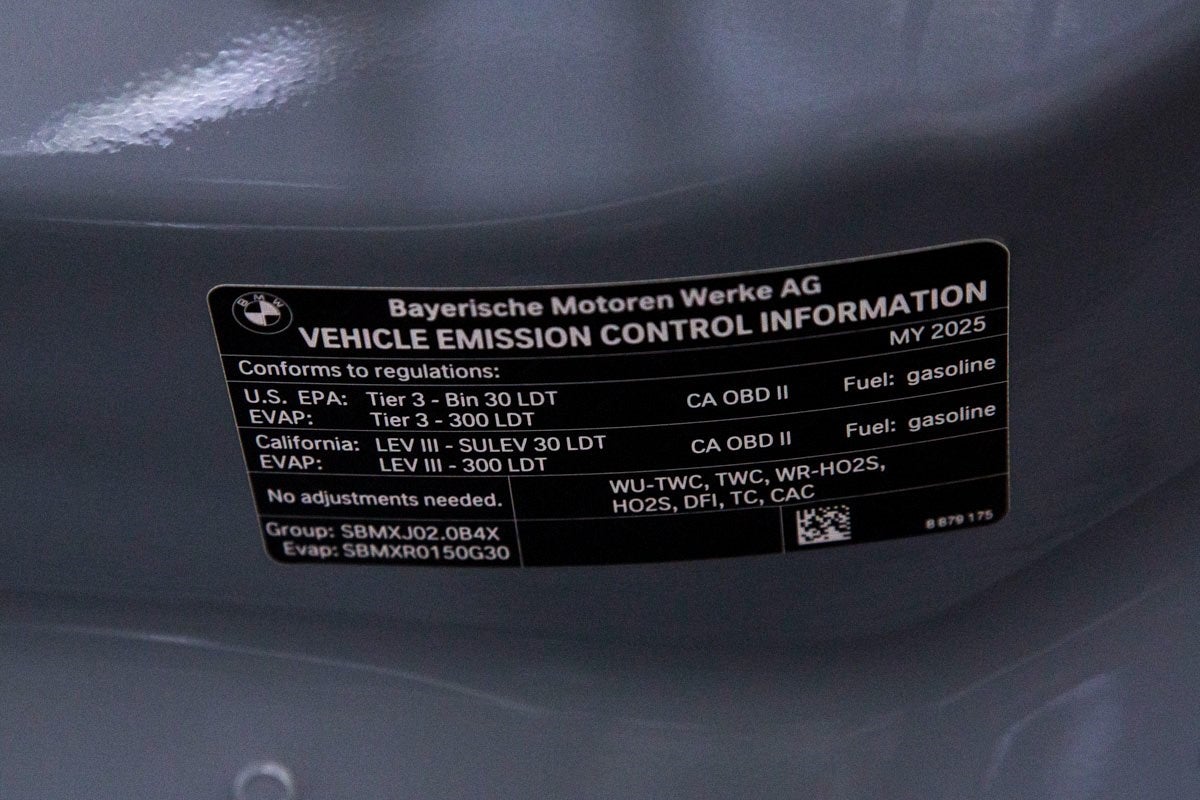 BMW
Bayerische Motoren Werke AG
VEHICLE EMISSION CONTROL INFORMATION
MY 2025
Conforms to regulations:
U.S. EPA: Tier 3 - Bin 30 LDT CA OBD II Fuel: gasoline
EVAP: Tier 3 - 300 LDT
California: LEV III - SULEV 30 LDT CA OBD II Fuel: gasoline
EVAP: LEV III - 300 LDT
No adjustments needed.
WU-TWC, TWC, WR-HO2S,
HO2S, DFI, TC, CAC
Group: SBMXJ02.0B4X
Evap: SBMXR0150G30
8 879 175